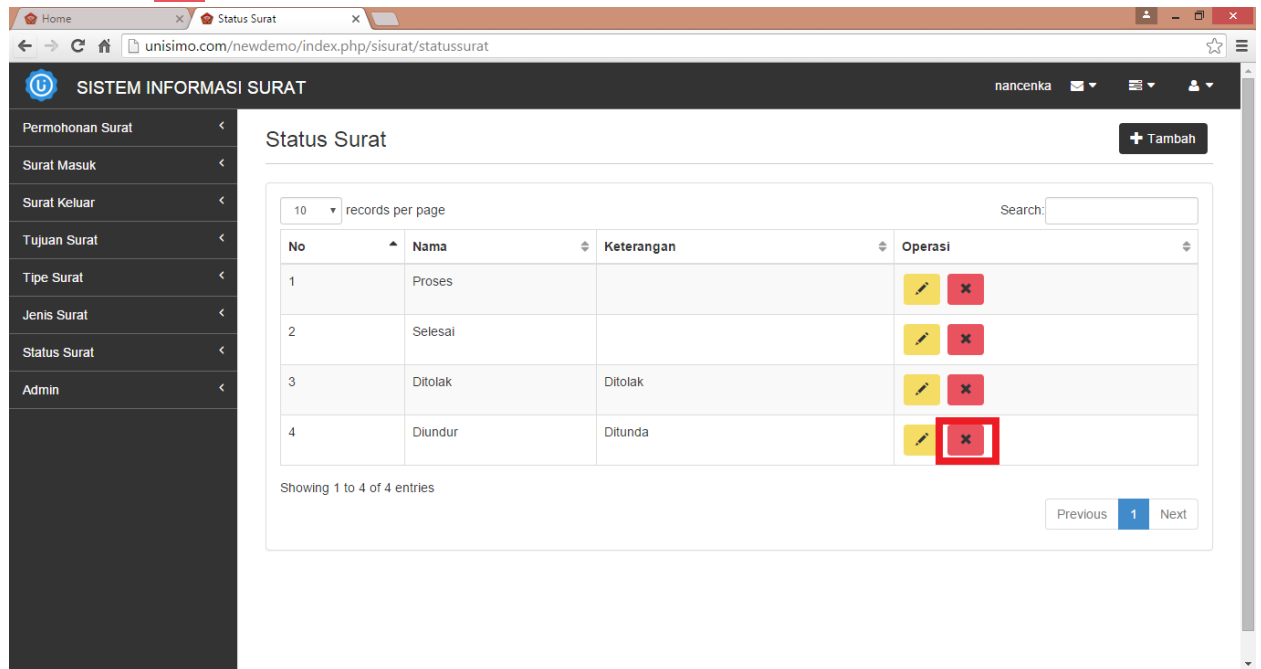 Home
Status Surat
unisimo.com/newdemo/index.php/sisurat/statussurat
SISTEM INFORMASI SURAT
nancenka
Permohonan Surat
Surat Masuk
Surat Keluar
Tujuan Surat
Tipe Surat
Jenis Surat
Status Surat
Admin
Status Surat
Tambah
10 records per page
Search:
No Nama Keterangan Operasi
1 Proses
2 Selesai
3 Ditolak Ditolak
4 Diundur Ditunda
Showing 1 to 4 of 4 entries
Previous 1 Next